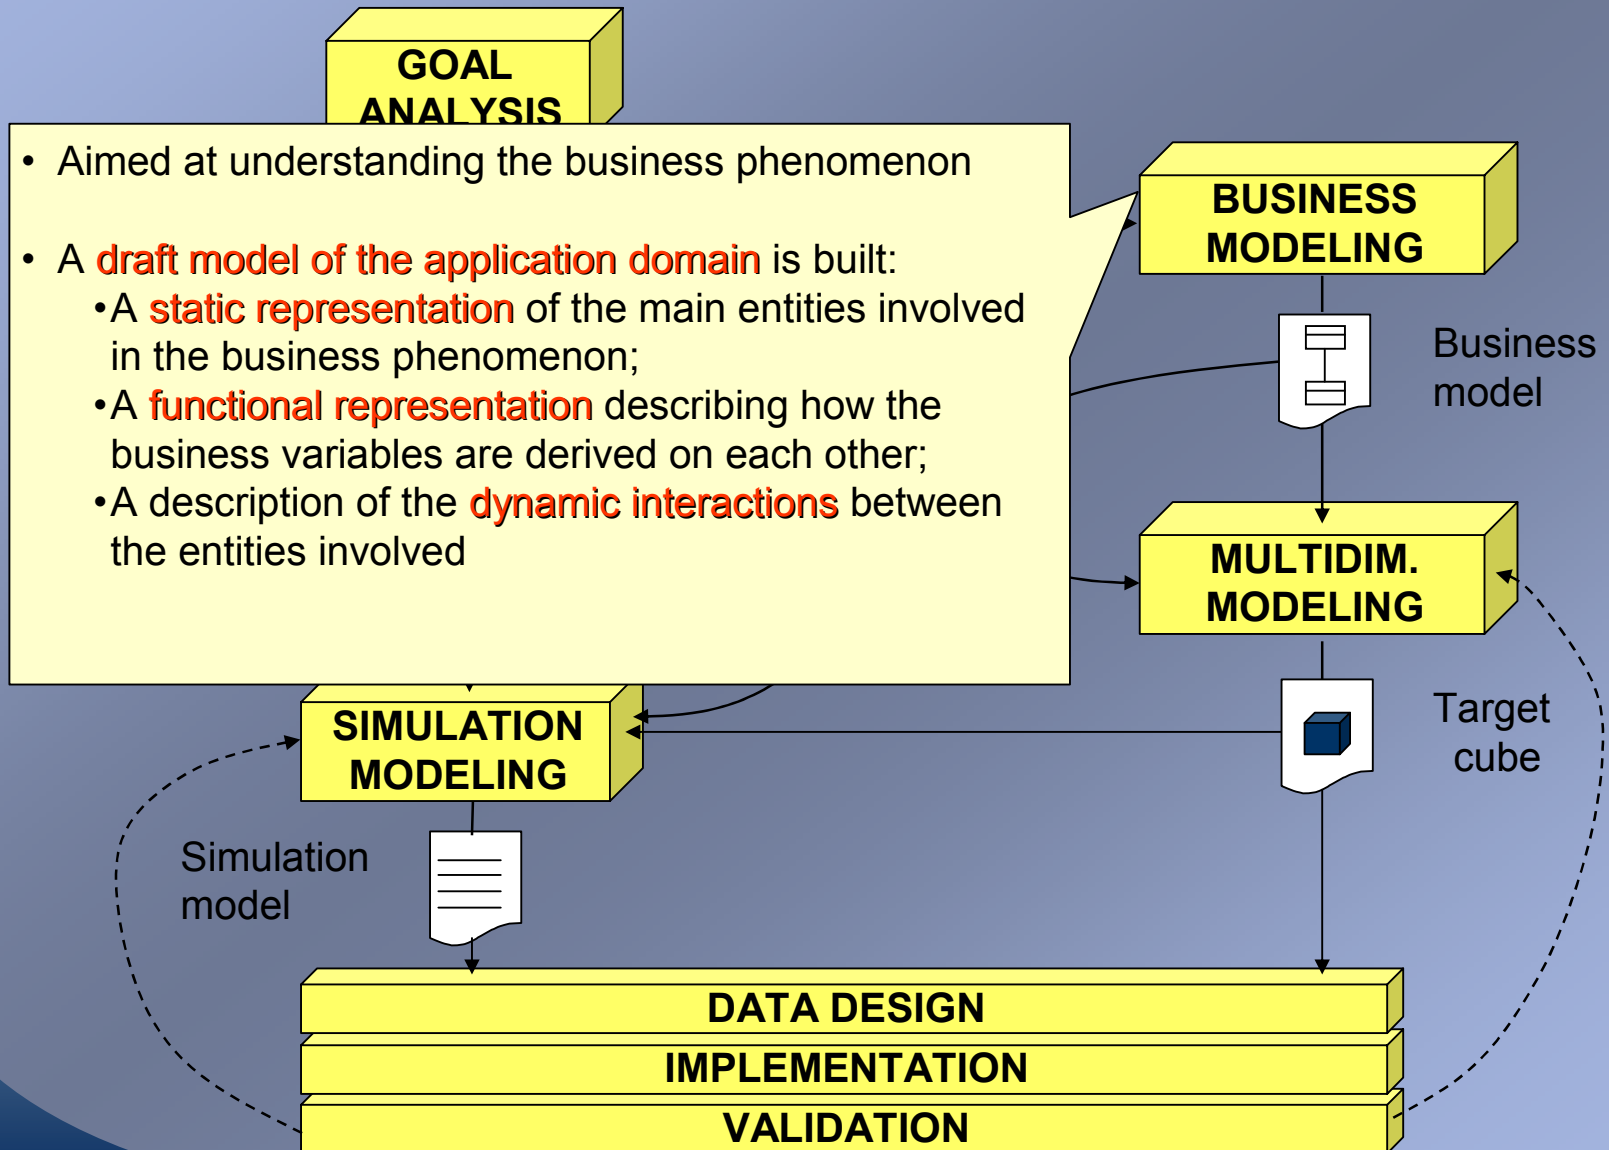 GOAL
ANALYSIS
• Aimed at understanding the business phenomenon
• A draft model of the application domain is built:
•A static representation of the main entities involved
in the business phenomenon;
•A functional representation describing how the
business variables are derived on each other;
•A description of the dynamic interactions between
the entities involved
BUSINESS
MODELING
Business
model
MULTIDIM.
MODELING
Target
cube
SIMULATION
MODELING
Simulation
model
DATA DESIGN
IMPLEMENTATION
VALIDATION